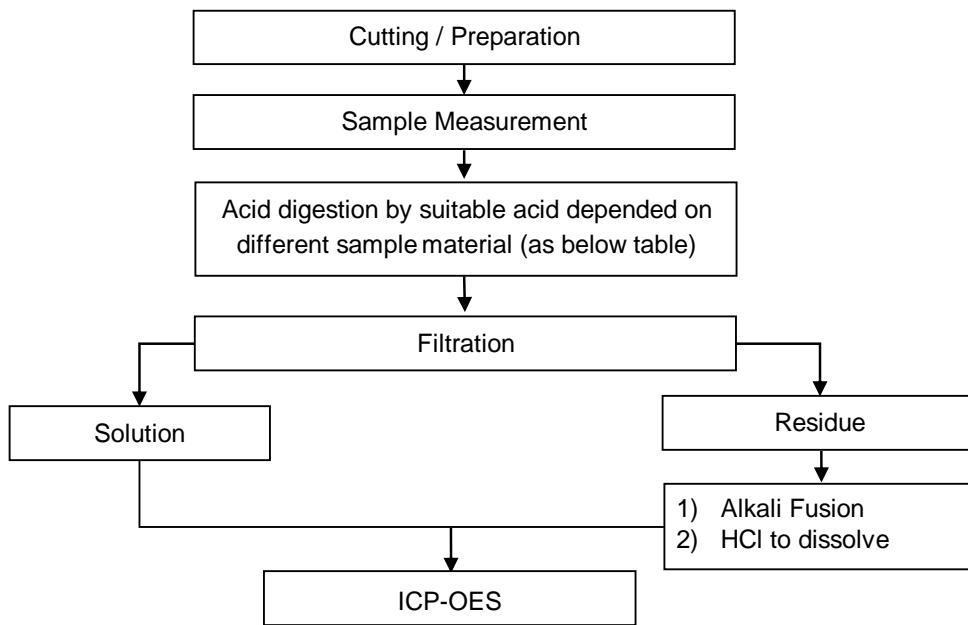 Cutting / Preparation
Sample Measurement
Acid digestion by suitable acid depended on
different sample material (as below table)
Filtration
Solution
Residue
1) Alkali Fusion
2) HCl to dissolve
ICP-OES